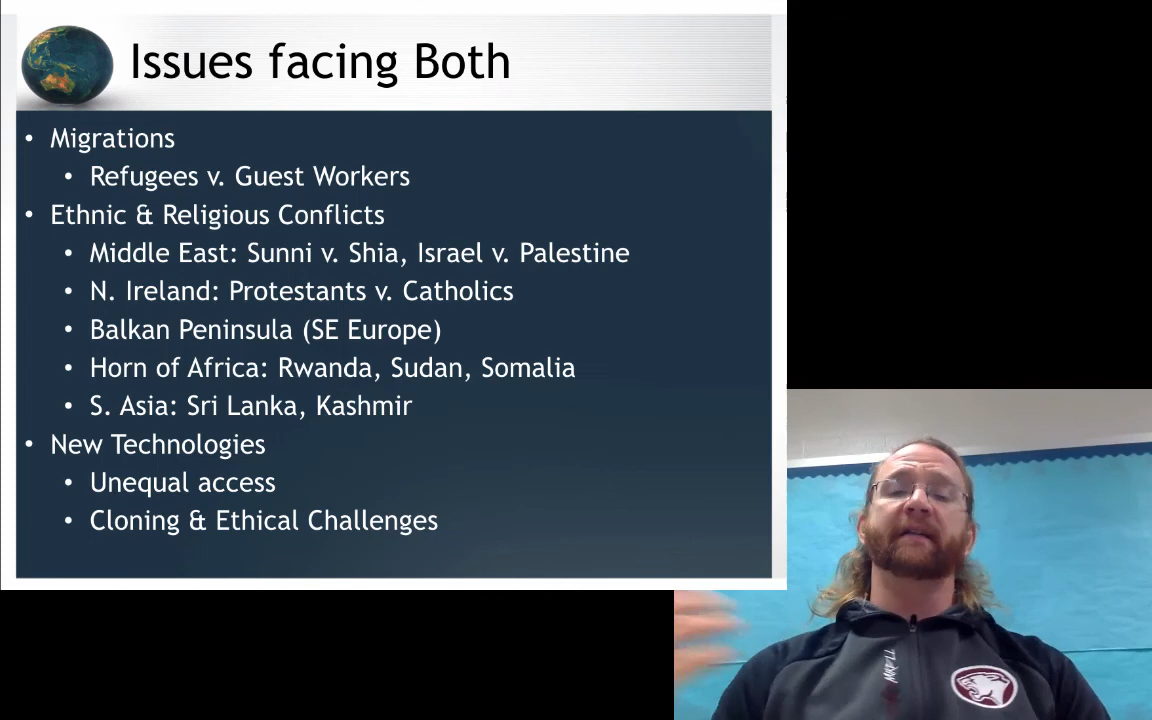 Issues facing Both
• Migrations
• Refugees v. Guest Workers
• Ethnic & Religious Conflicts
• Middle East: Sunni v. Shia, Israel v. Palestine
• N. Ireland: Protestants v. Catholics
• Balkan Peninsula (SE Europe)
• Horn of Africa: Rwanda, Sudan, Somalia
• S. Asia: Sri Lanka, Kashmir
• New Technologies
• Unequal access
• Cloning & Ethical Challenges